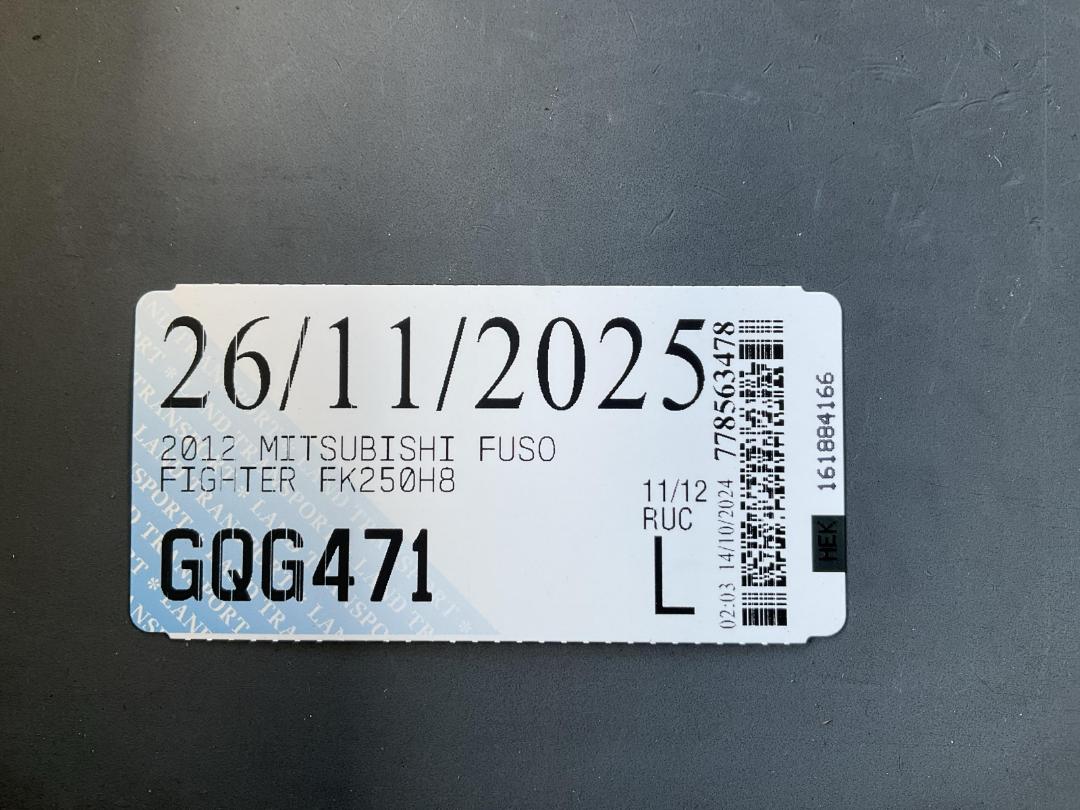 26/11/2025
2012 MITSUBISHI FUSO
FIGHTER FK250H8
GQG471
11/12
RUC
L
778563478
02:03 14/10/2024
161884166
HEK